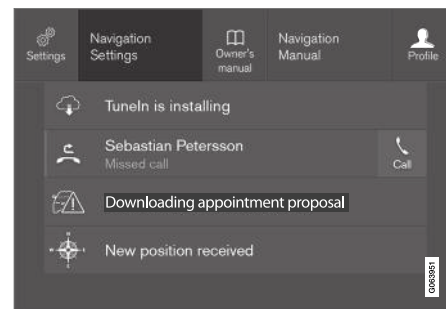 Settings
Navigation
Settings
Owner's
manual
Navigation
Manual
Profile
TuneIn is installing
Sebastian Petersson
Missed call
Call
Downloading appointment proposal
New position received
G063951